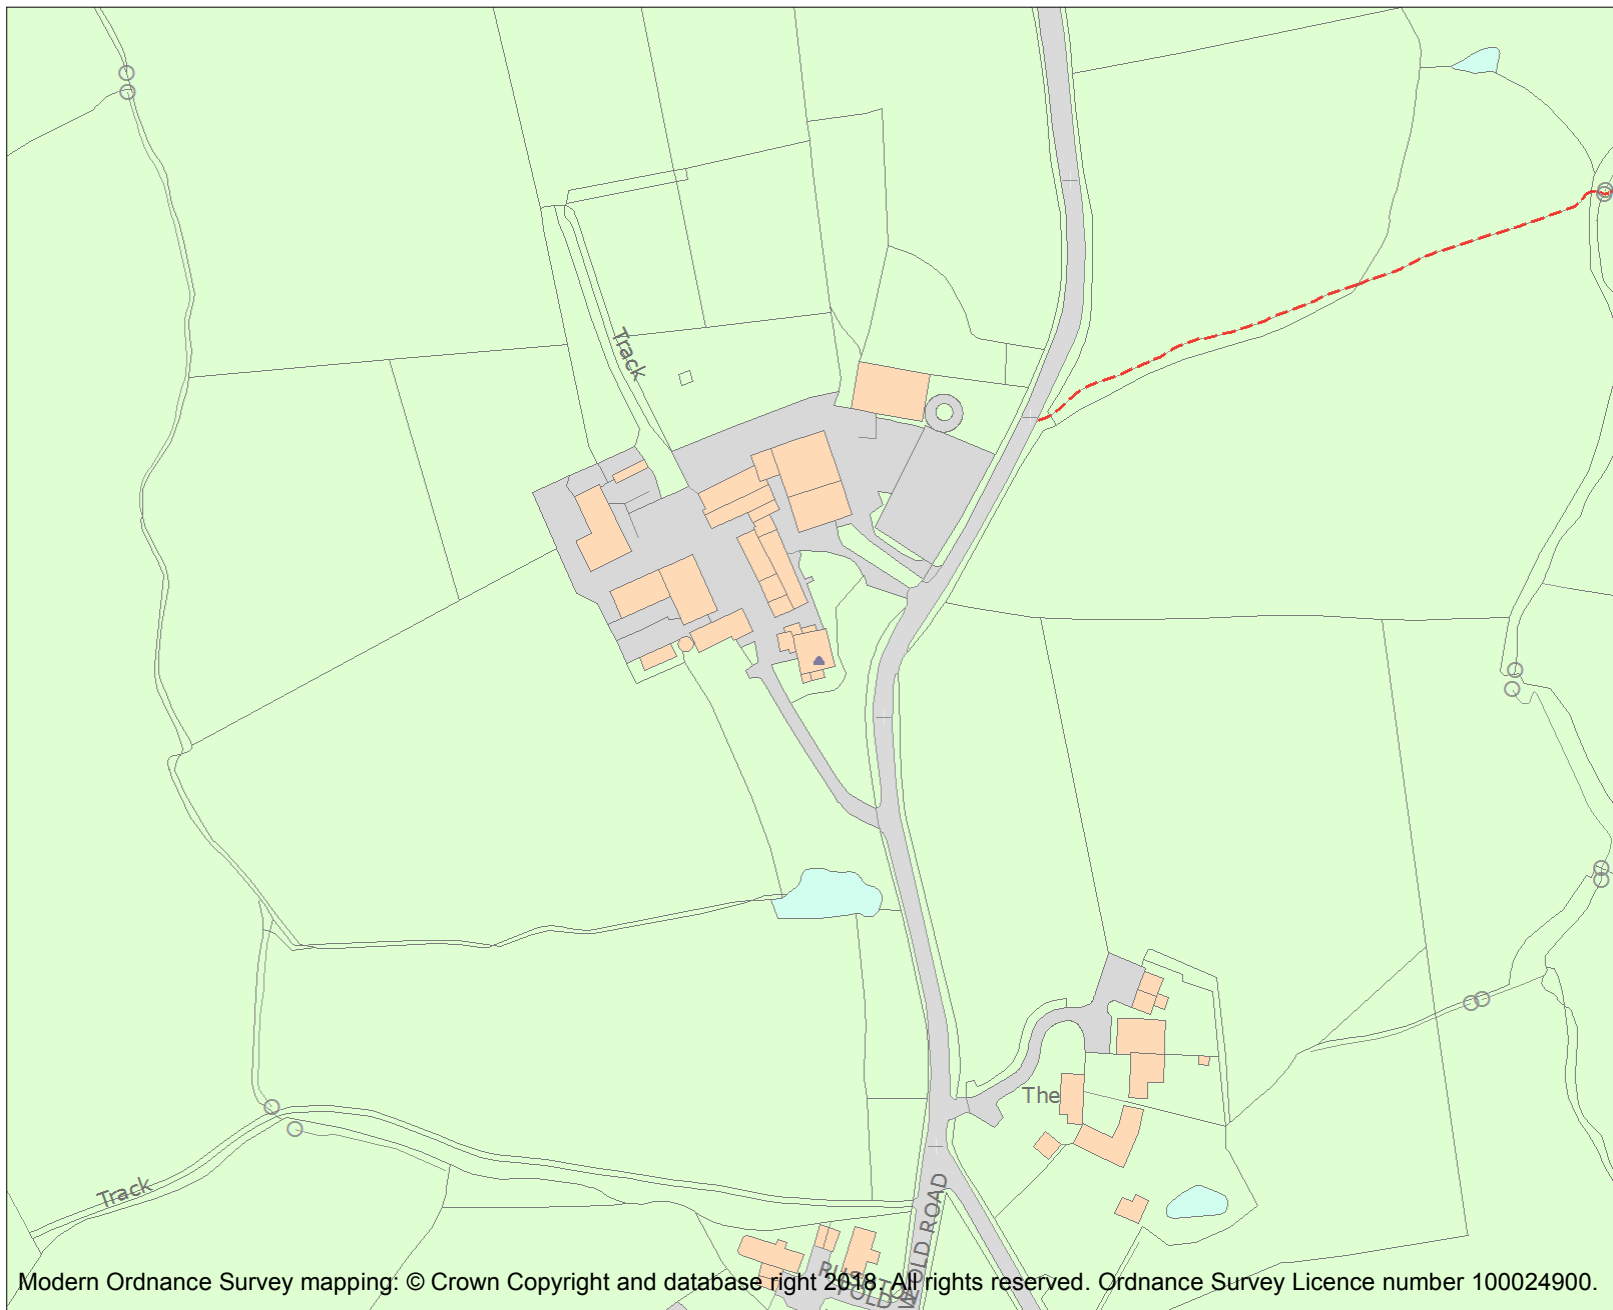 Track
The
Track
WOLD ROAD
Modern Ordnance Survey mapping: © Crown Copyright and database right 2018. All rights reserved. Ordnance Survey Licence number 100024900.